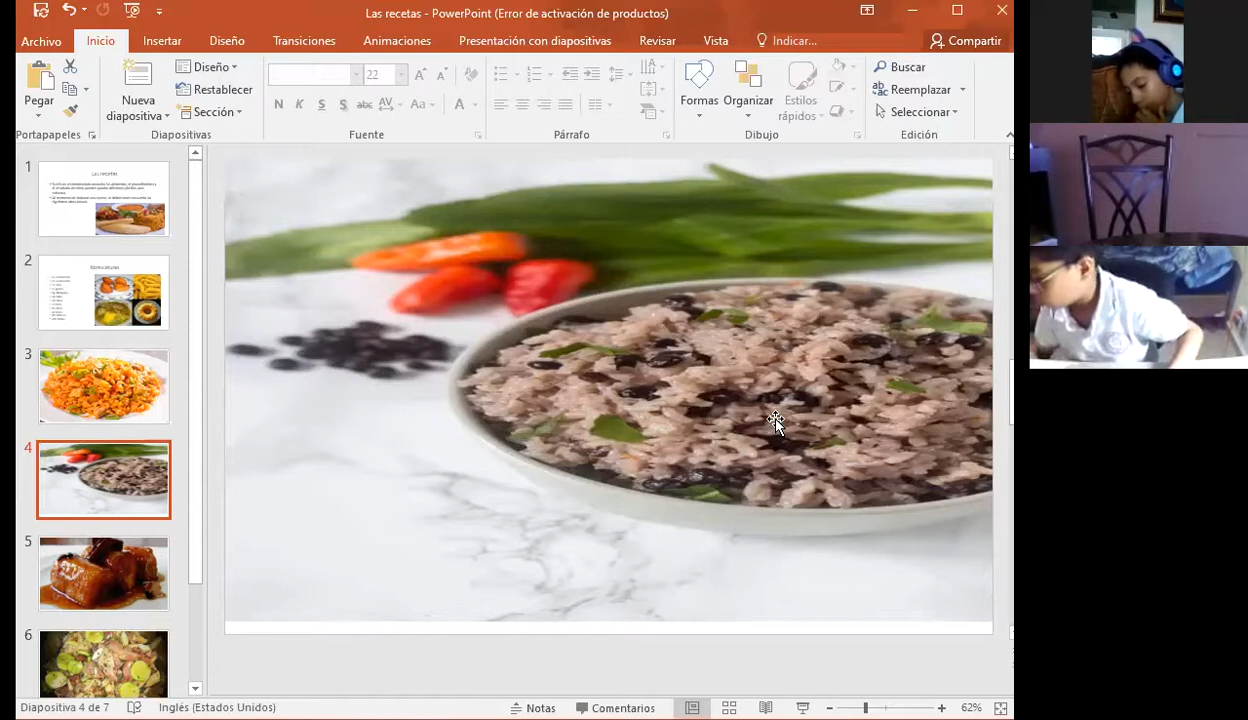 Las recetas - PowerPoint (Error de activación de productos)
Archivo Inicio Insertar Diseño Transiciones Animaciones Presentación con diapositivas Revisar Vista Indicar... Compartir
Pegar
Nueva diapositiva
Diseño
Restablecer
Sección
22
N K S S abc AV Aa A
Formas
Organizar
Estilos rápidos
Buscar
Reemplazar
Seleccionar
Portapapeles Diapositivas Fuente Párrafo Dibujo Edición
1
Las recetas
2
3
4
5
6
Diapositiva 4 de 7 Inglés (Estados Unidos) Notas Comentarios 62%